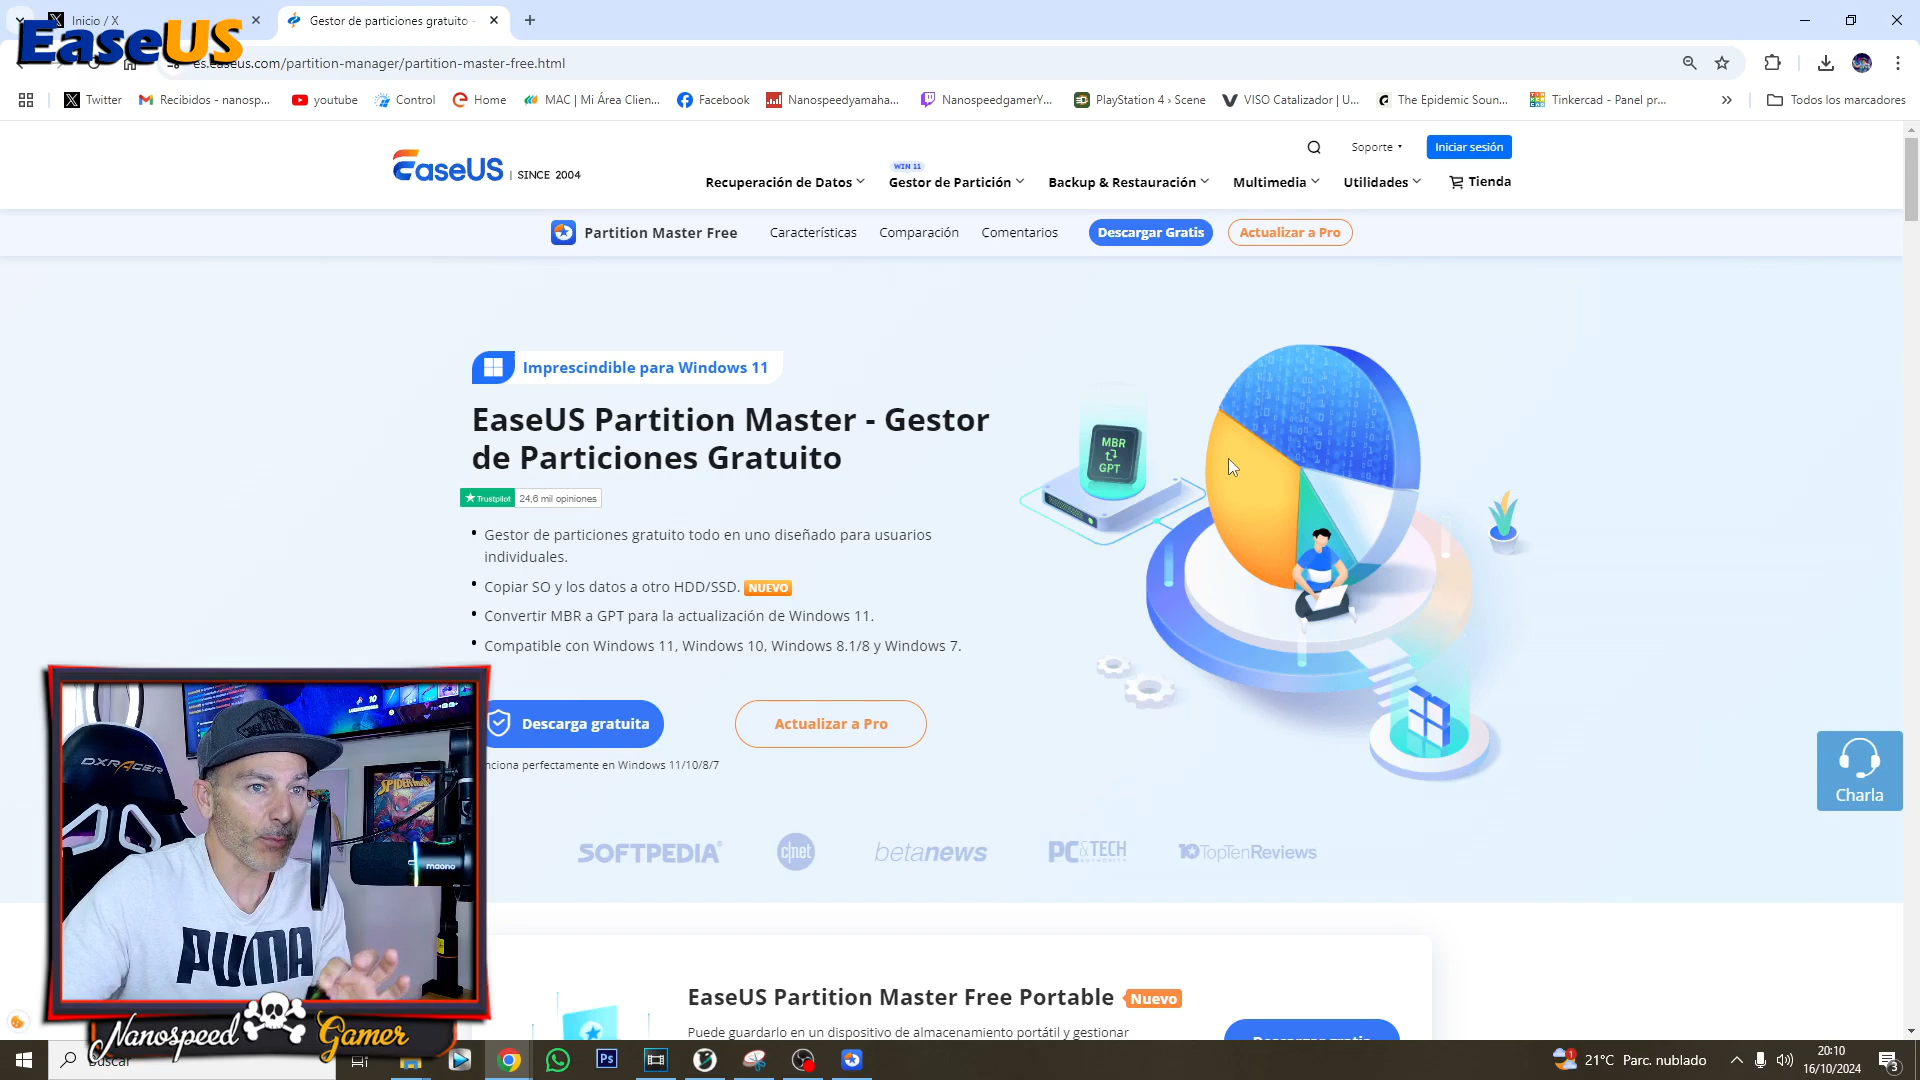 Inicio / X
Gestor de particiones gratuito -
EaseUS
es.easeus.com/partition-manager/partition-master-free.html
Twitter
Recibidos - nanosp...
youtube
Control
Home
MAC | Mi Área Clien...
Facebook
Nanospeedyamaha...
NanospeedgamerY...
PlayStation 4 › Scene
VISO Catalizador | U...
The Epidemic Soun...
Tinkercad - Panel pr...
Todos los marcadores
Soporte
Iniciar sesión
EaseUS | SINCE 2004
WIN 11
Recuperación de Datos
Gestor de Partición
Backup & Restauración
Multimedia
Utilidades
Tienda
Partition Master Free
Características
Comparación
Comentarios
Descargar Gratis
Actualizar a Pro
Imprescindible para Windows 11
EaseUS Partition Master - Gestor
de Particiones Gratuito
Trustpilot 24,6 mil opiniones
Gestor de particiones gratuito todo en uno diseñado para usuarios
individuales.
Copiar SO y los datos a otro HDD/SSD. NUEVO
Convertir MBR a GPT para la actualización de Windows 11.
Compatible con Windows 11, Windows 10, Windows 8.1/8 y Windows 7.
MBR
GPT
Descarga gratuita
Actualizar a Pro
nciona perfectamente en Windows 11/10/8/7
Charla
SOFTPEDIA
c|net
betanews
PC & TECH
AUTHORITY
10 TopTenReviews
DXRACER
SPIDER-MAN
maono
PUMA
Nanospeed Gamer
EaseUS Partition Master Free Portable Nuevo
Puede guardarlo en un dispositivo de almacenamiento portátil y gestionar
Buscar
Ps
1
21°C Parc. nublado
20:10
16/10/2024
3